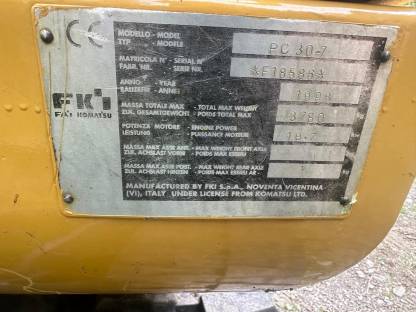 CE
MODELLO - MODEL
TYP - MODELE
PC 30-7
MATRICOLA N° - SERIAL N°
FABR. NR. - SERIE NR.
ANNO - YEAR
BAUJAHR - ANNEE
FKI
FAI KOMATSU
MASSA TOTALE MAX - TOTAL MAX WEIGHT
ZUL. GESAMTGEWICHT - POIDS TOTAL MAX
POTENZA MOTORE - ENGINE POWER
LEISTUNG - PUISSANCE MOTEUR
MASSA MAX ASSE ANT. - MAX WEIGHT FRONT AXLE
ZUL. ACHSLAST VORN - POIDS MAX ESSIEU
MASSA MAX ASSE POST. - MAX WEIGHT REAR AXLE
ZUL. ACHSLAST HINTEN - POIDS MAX ESSIEU AR -
MANUFACTURED BY FKI S.p.A., NOVENTA VICENTINA
(VI), ITALY UNDER LICENSE FROM KOMATSU LTD.